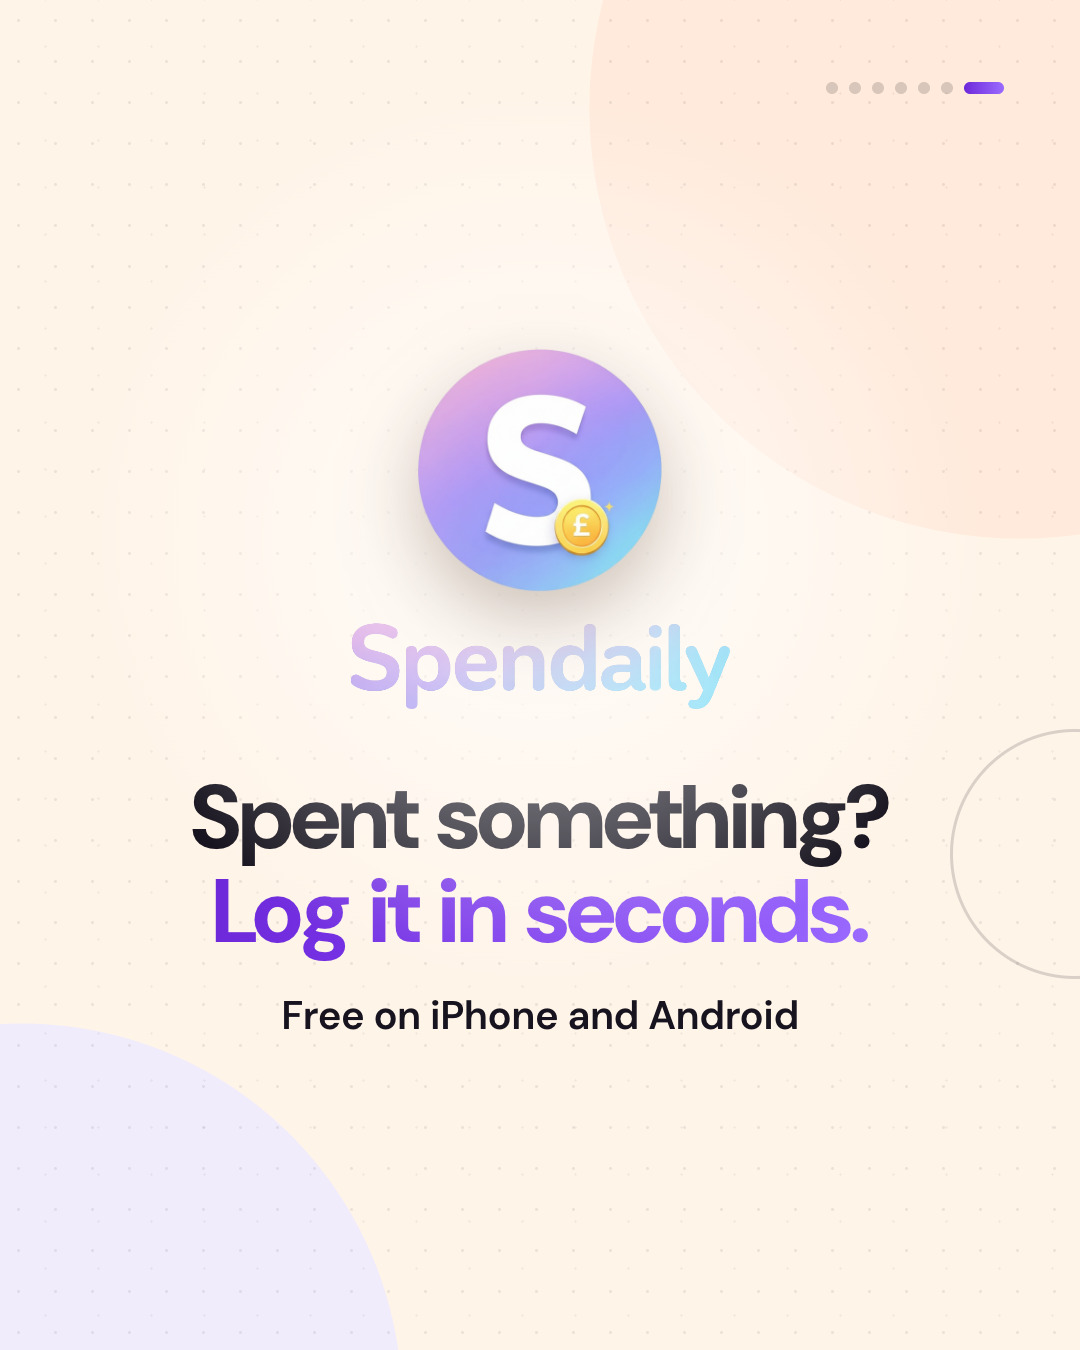 S
£
Spendaily
Spent something?
Log it in seconds.
Free on iPhone and Android